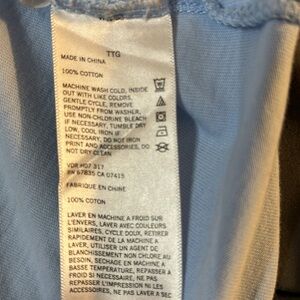 TTG
MADE IN CHINA
100% COTTON
MACHINE WASH COLD, INSIDE
OUT WITH LIKE COLORS,
GENTLE CYCLE, REMOVE
PROMPTLY FROM WASHER,
USE NON-CHLORINE BLEACH
IF NECESSARY, TUMBLE DRY
LOW, COOL IRON IF
NECESSARY, DO NOT IRON
PRINT AND ACCESSORIES, DO
NOT DRY CLEAN
VDR #D7 317
RN 67835 CA 07415
FABRIQUE EN CHINE
100% COTON
LAVER EN MACHINE A FROID SUR
L'ENVERS, LAVER AVEC COULEURS
SIMILAIRES, CYCLE DOUX, RETIRER
RAPIDEMENT DE LA MACHINE A
LAVER, UTILISER UN AGENT DE
BLANCHISSEMENT NON CHLORE AU
BESOIN, SECHAGE EN MACHINE A
BASSE TEMPERATURE, REPASSER A
FROID SI NECESSAIRE, NE PAS
REPASSER L'IMPRESSION NI LES
ACCESSOIRES, NE PAS NETT. A SEC